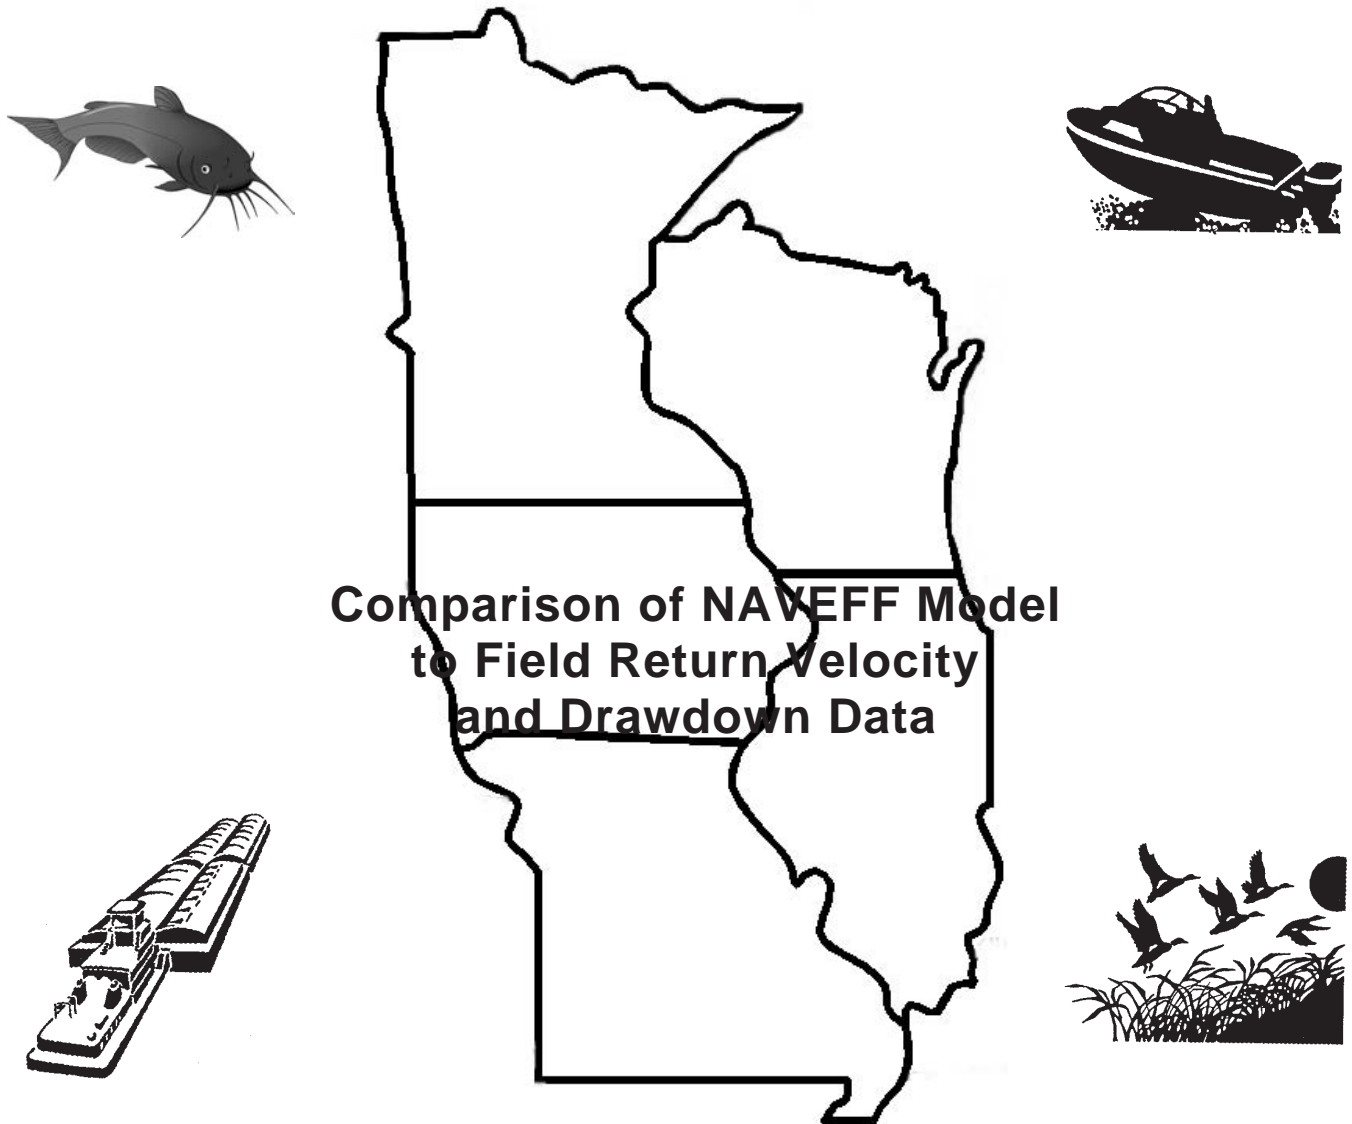 Comparison of NAVEFF Model
to Field Return Velocity
and Drawdown Data